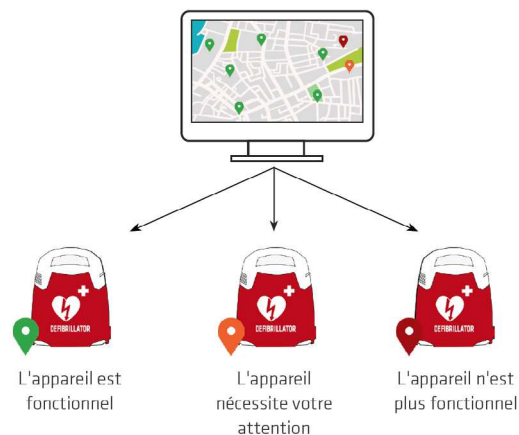 DEFIBRILLATOR
DEFIBRILLATOR
DEFIBRILLATOR
L'appareil est
fonctionnel
L'appareil
nécessite votre
attention
L'appareil n'est
plus fonctionnel